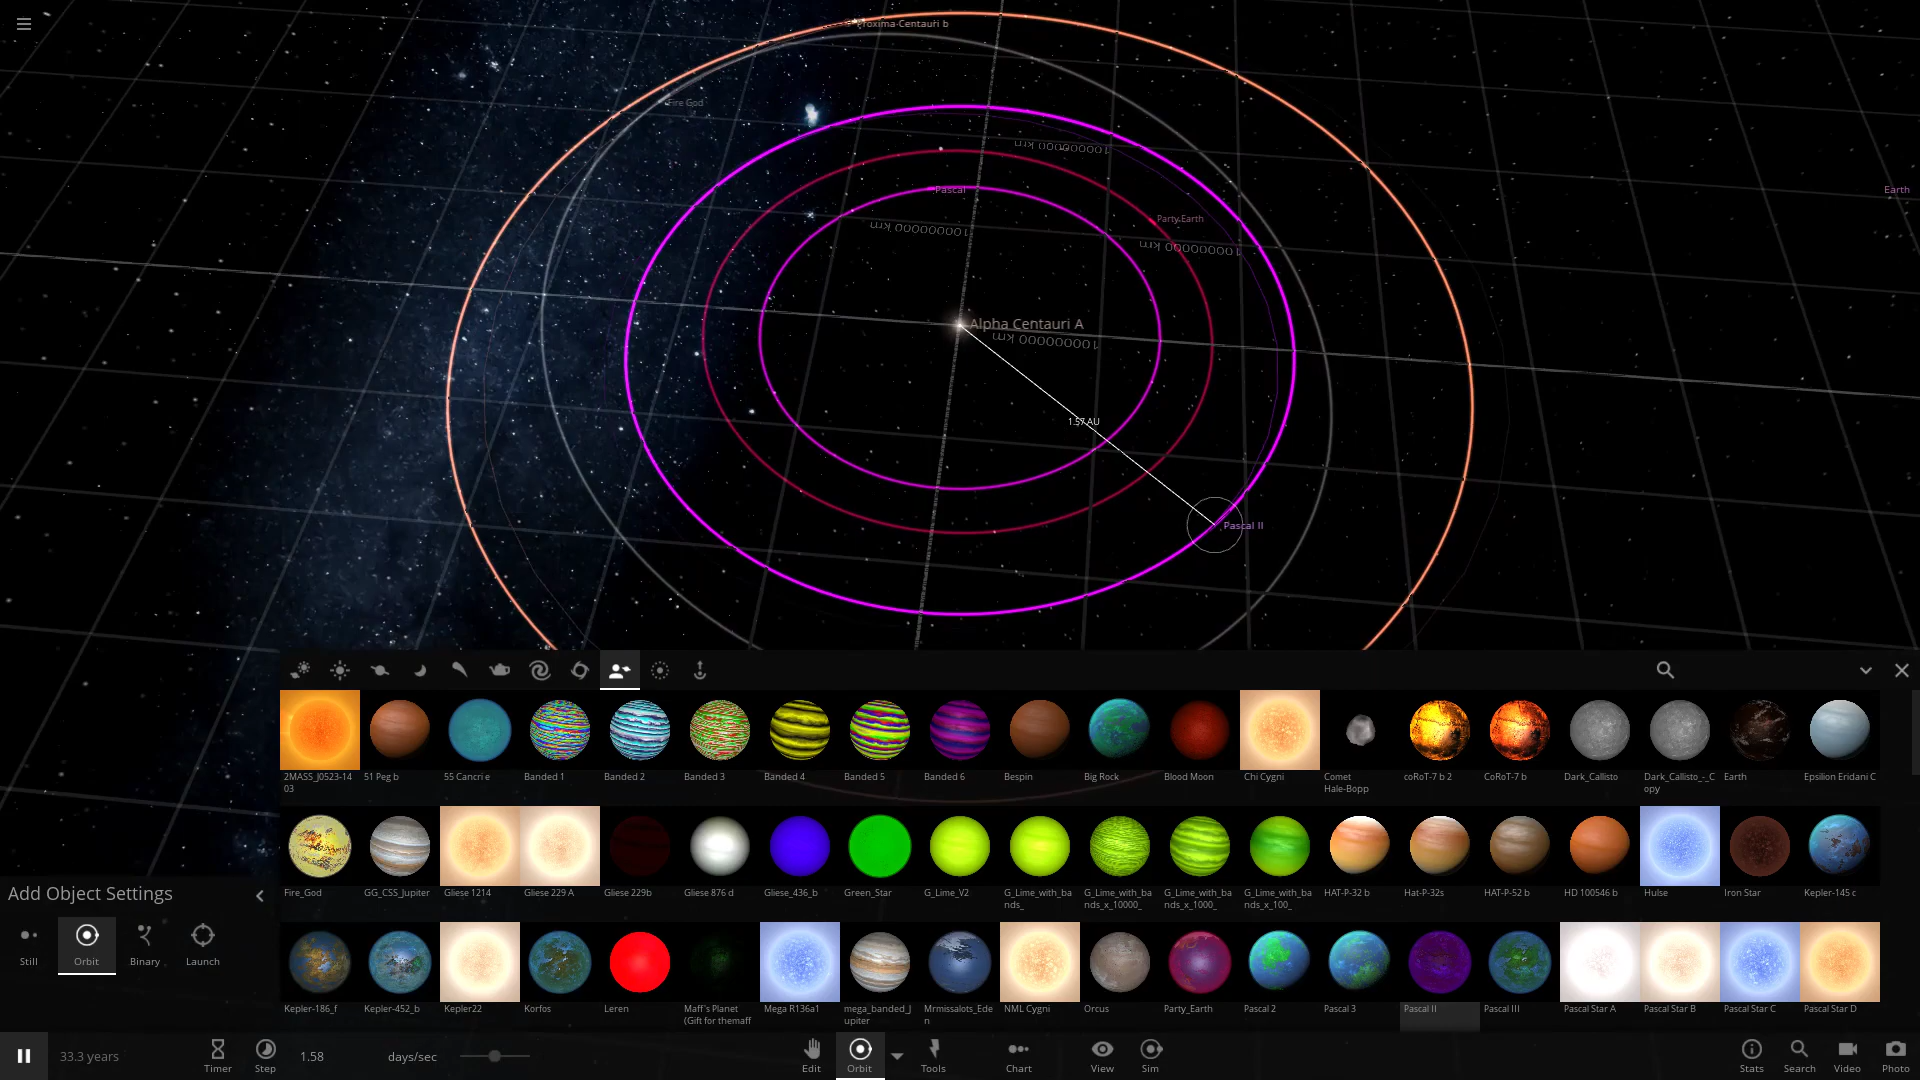 Proxima Centauri b
Fire God
10000000 km
Pascal
Earth
Party Earth
10000000 km
10000000 km
Alpha Centauri A
10000000 km
1.57 AU
Pascal II
2MASS_J0523-14
03
51 Peg b
55 Cancri e
Banded 1
Banded 2
Banded 3
Banded 4
Banded 5
Banded 6
Bespin
Big Rock
Blood Moon
Chi Cygni
Comet
Hale-Bopp
coRoT-7 b 2
CoRoT-7 b
Dark_Callisto
Dark_Callisto_-_C
opy
Earth
Epsilion Eridani C
Fire_God
GG_CSS_Jupiter
Gliese 1214
Gliese 229 A
Gliese 229b
Gliese 876 d
Gliese_436_b
Green_Star
G_Lime_V2
G_Lime_with_ba
nds_
G_Lime_with_ba
nds_x_10000_
G_Lime_with_ba
nds_x_1000_
G_Lime_with_ba
nds_x_100_
HAT-P-32 b
Hat-P-32s
HAT-P-52 b
HD 100546 b
Hulse
Iron Star
Kepler-145 c
Add Object Settings
Still
Orbit
Binary
Launch
Kepler-186_f
Kepler-452_b
Kepler22
Korfos
Leren
Maff's Planet
(Gift for themaff
Mega R136a1
mega_banded_J
upiter
Mrmissalots_Ede
n
NML Cygni
Orcus
Party_Earth
Pascal 2
Pascal 3
Pascal II
Pascal III
Pascal Star A
Pascal Star B
Pascal Star C
Pascal Star D
33.3 years
Timer
Step
1.58
days/sec
Edit
Orbit
Tools
Chart
View
Sim
Stats
Search
Video
Photo